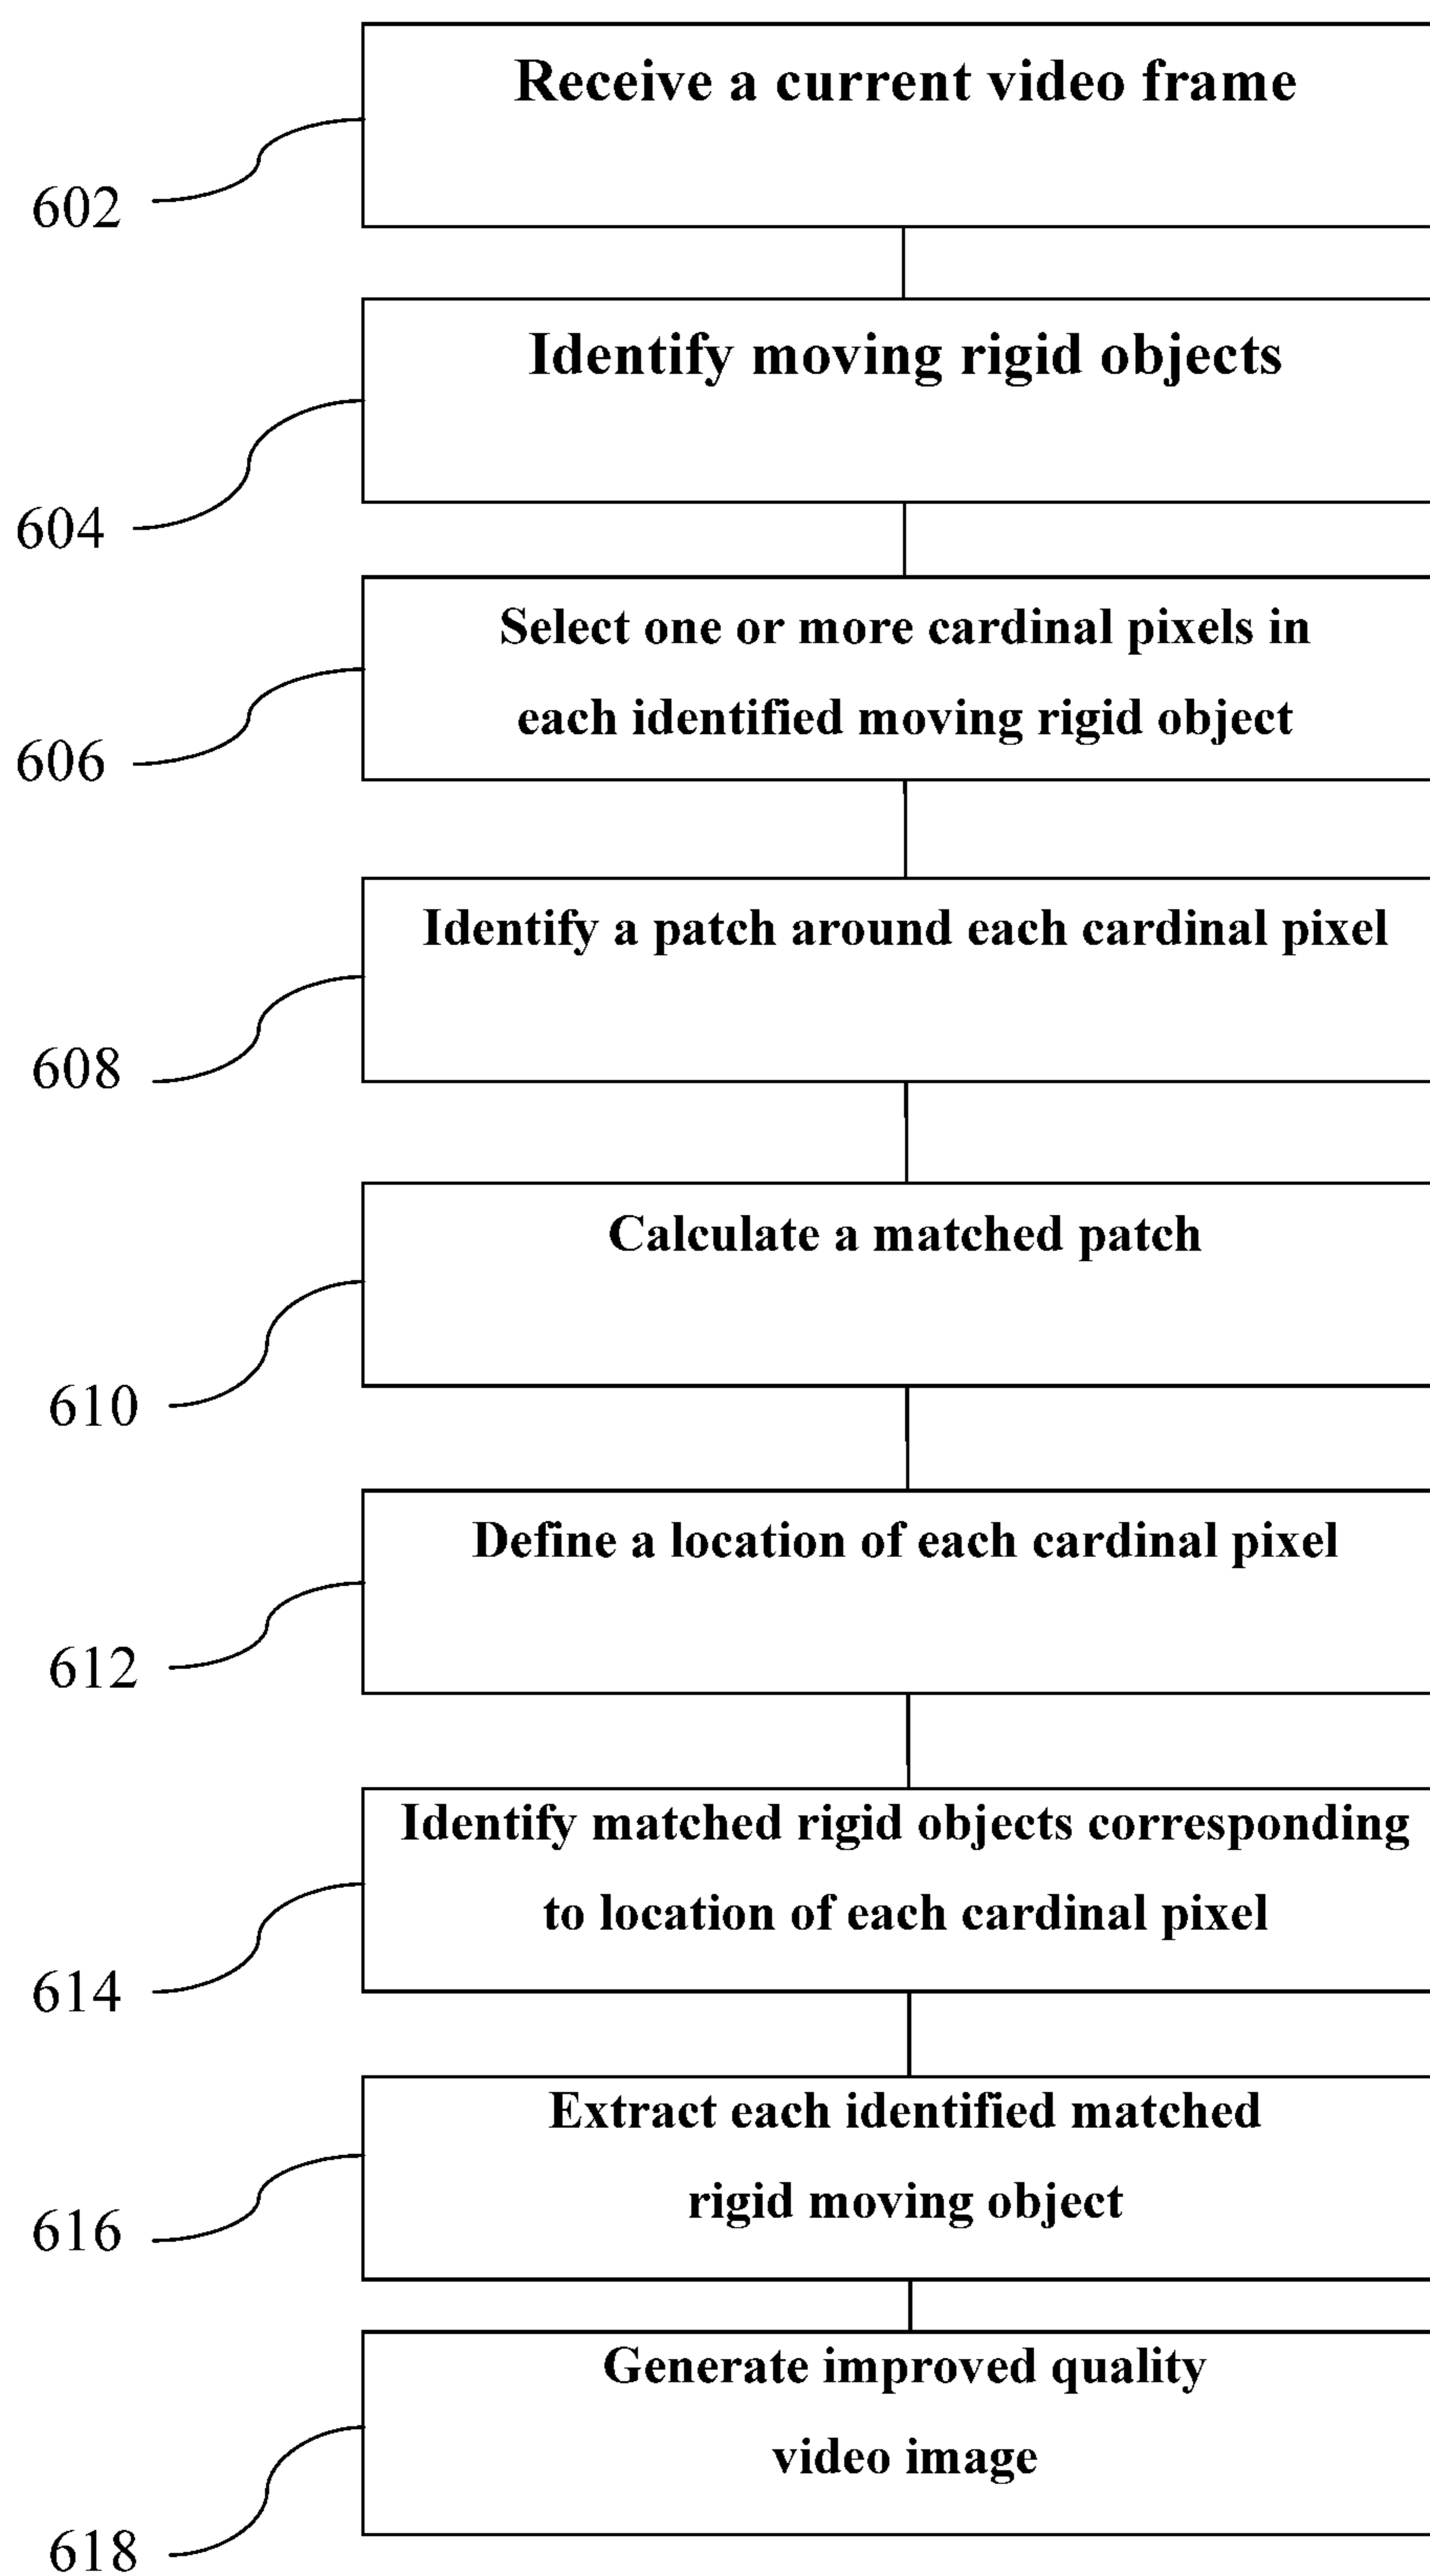 Receive a current video frame
602
Identify moving rigid objects
604
Select one or more cardinal pixels in
each identified moving rigid object
606
Identify a patch around each cardinal pixel
608
Calculate a matched patch
610
Define a location of each cardinal pixel
612
Identify matched rigid objects corresponding
to location of each cardinal pixel
614
Extract each identified matched
rigid moving object
616
Generate improved quality
video image
618